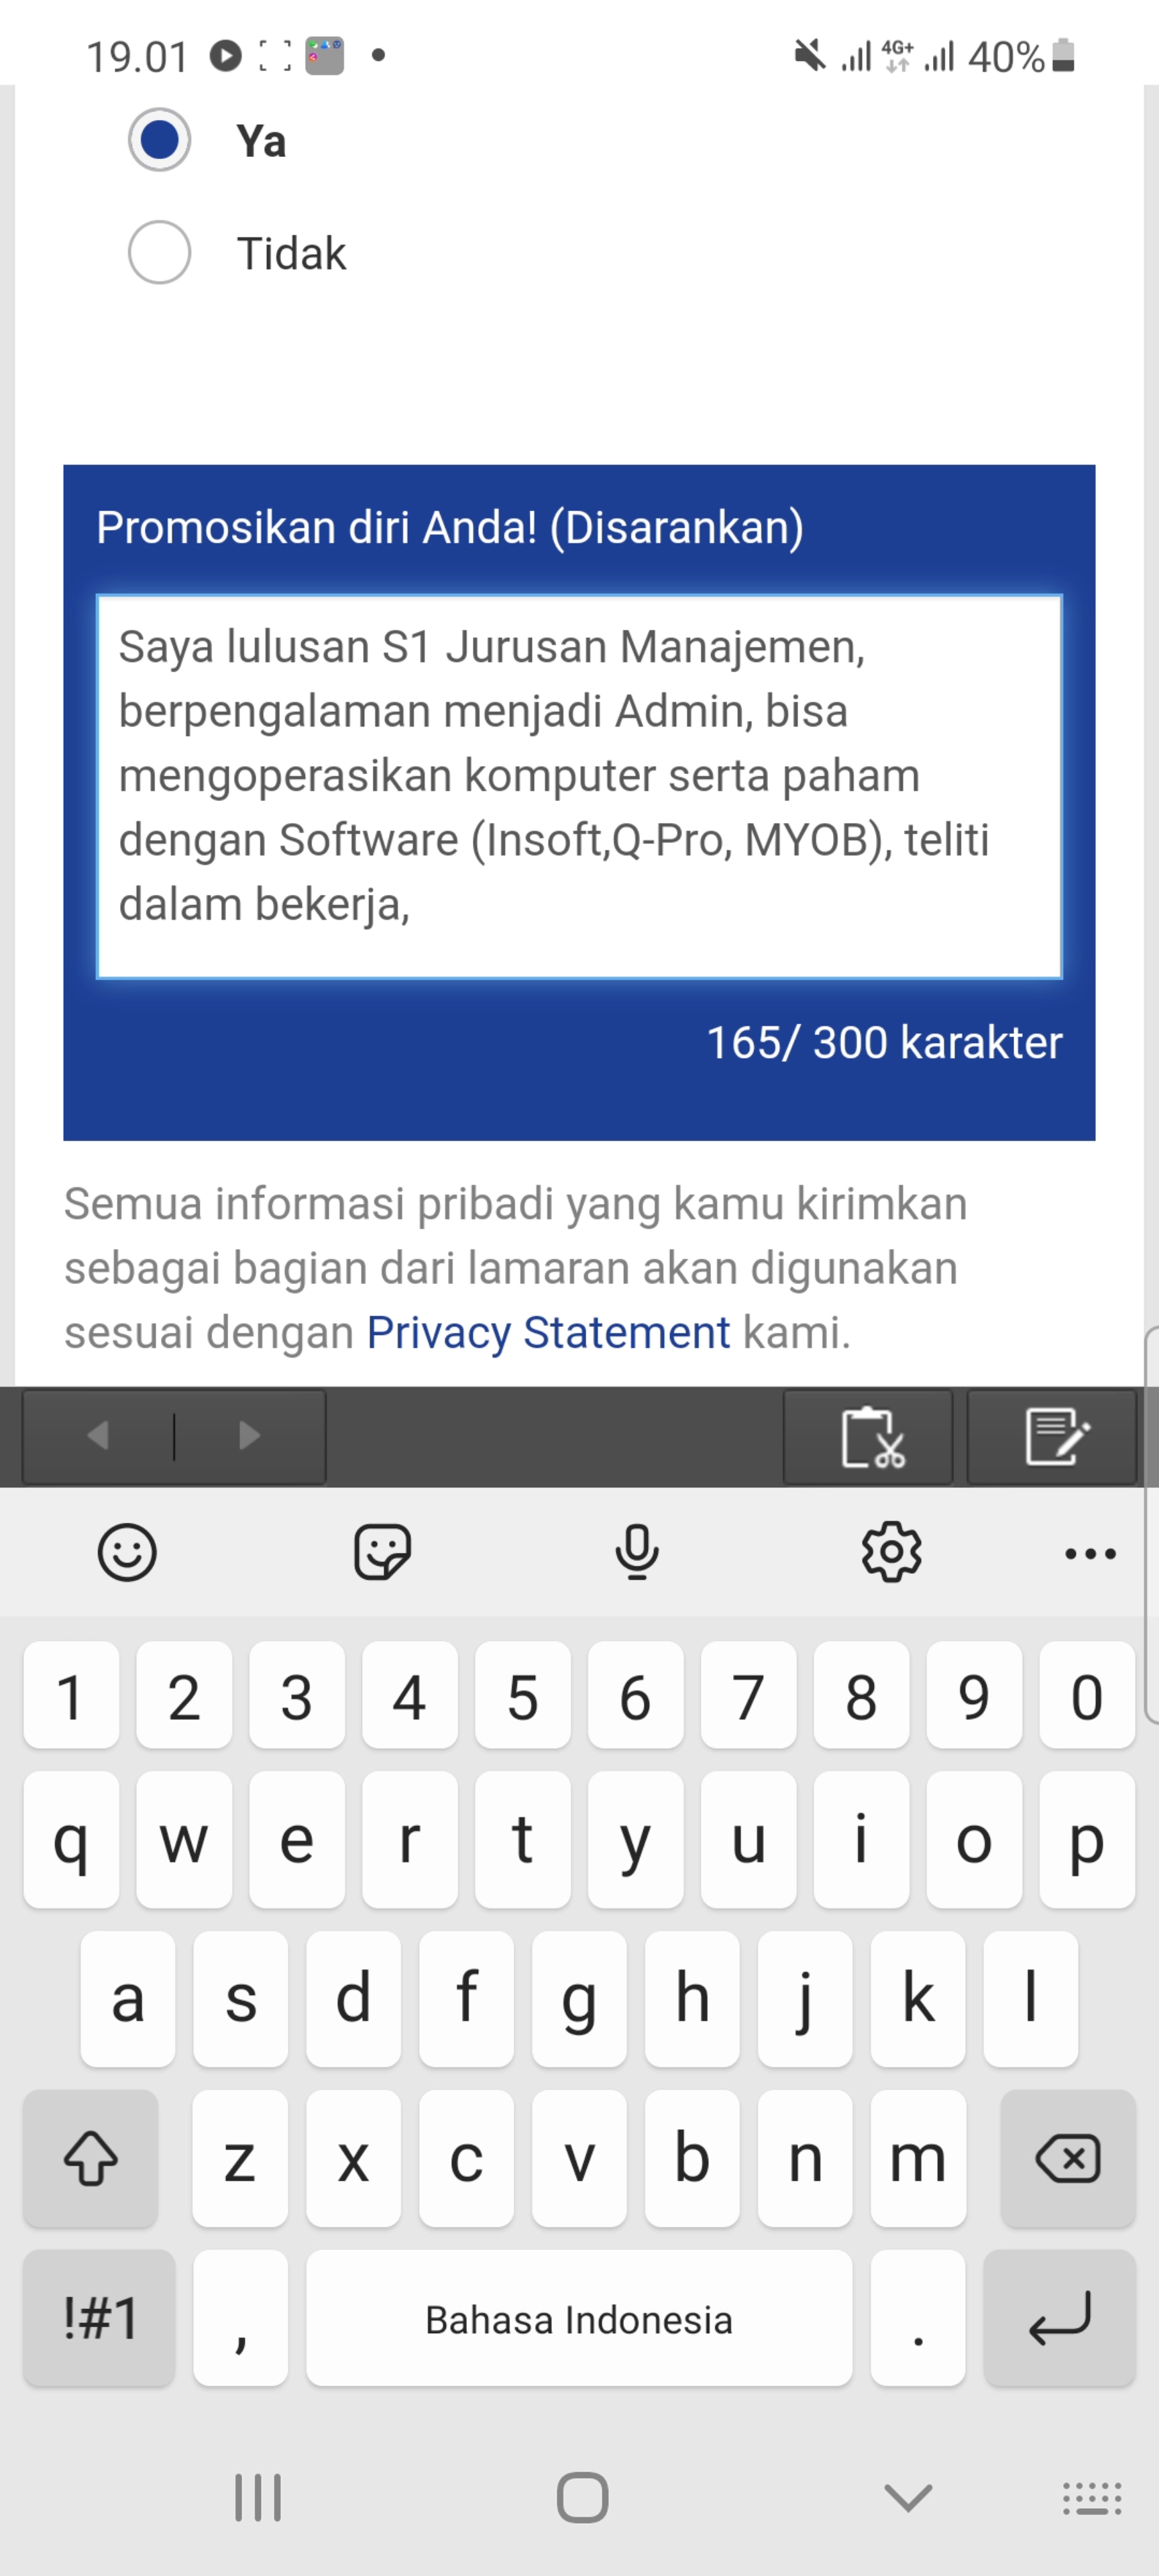 19.01
4G+
40%
Ya
Tidak
Promosikan diri Anda! (Disarankan)
Saya lulusan S1 Jurusan Manajemen,
berpengalaman menjadi Admin, bisa
mengoperasikan komputer serta paham
dengan Software (Insoft,Q-Pro, MYOB), teliti
dalam bekerja,
165/ 300 karakter
Semua informasi pribadi yang kamu kirimkan
sebagai bagian dari lamaran akan digunakan
sesuai dengan Privacy Statement kami.
1 2 3 4 5 6 7 8 9 0
q w e r t y u i o p
a s d f g h j k l
z x c v b n m
!#1 , Bahasa Indonesia .